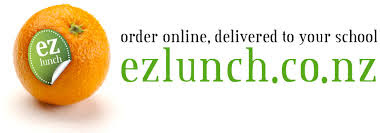 ez
lunch
order online, delivered to your school
ezlunch.co.nz